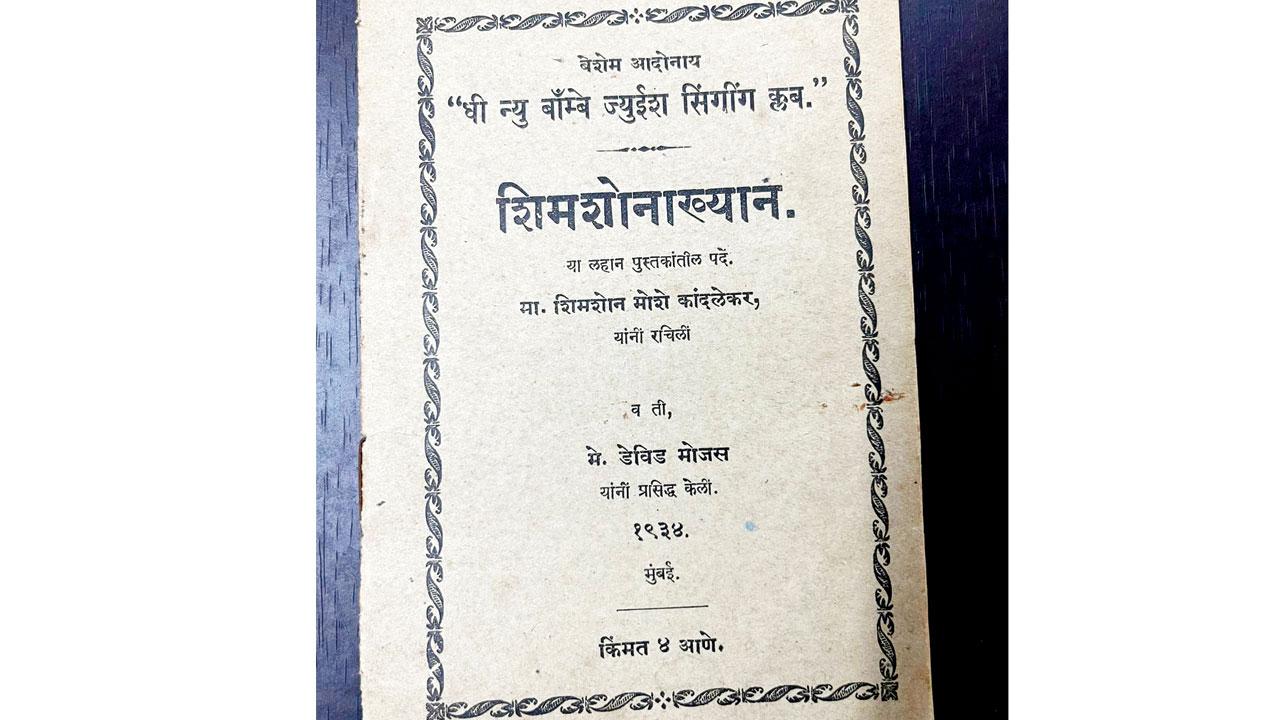 बेशेम आदोनाय
“धी न्यु बाँम्बे ज्युईश सिंगींग क्लब.”
शिमशोनाख्यान.
या लहान पुस्तकांतील पदें.
मा. शिमशोन मोशे कांदलेकर,
यांनीं रचिलीं
व ती,
मे. डेविड मोजस
यांनीं प्रसिद्ध केलीं.
१९३४.
मुंबई.
किंमत ४ आणे.